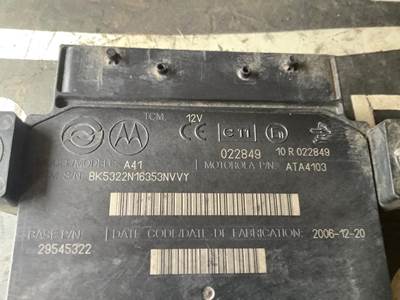 TCM 12V
e11
022849 10 R 022849
MODEL: A41 MOTOROLA P/N: ATA4103
S/N: BK5322N16353NVVY
BASE P/N: DATE CODE/DATE DE FABRICATION: 2006-12-20
29545322